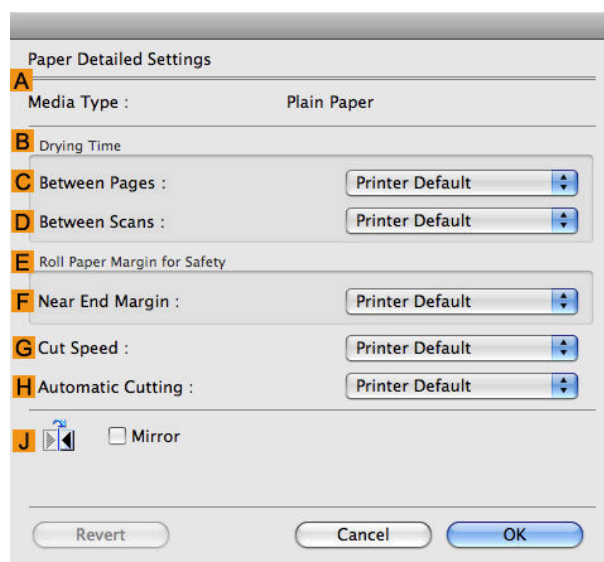 Paper Detailed Settings
A
Media Type : Plain Paper
B Drying Time
C Between Pages : Printer Default
D Between Scans : Printer Default
E Roll Paper Margin for Safety
F Near End Margin : Printer Default
G Cut Speed : Printer Default
H Automatic Cutting : Printer Default
J Mirror
Revert Cancel OK